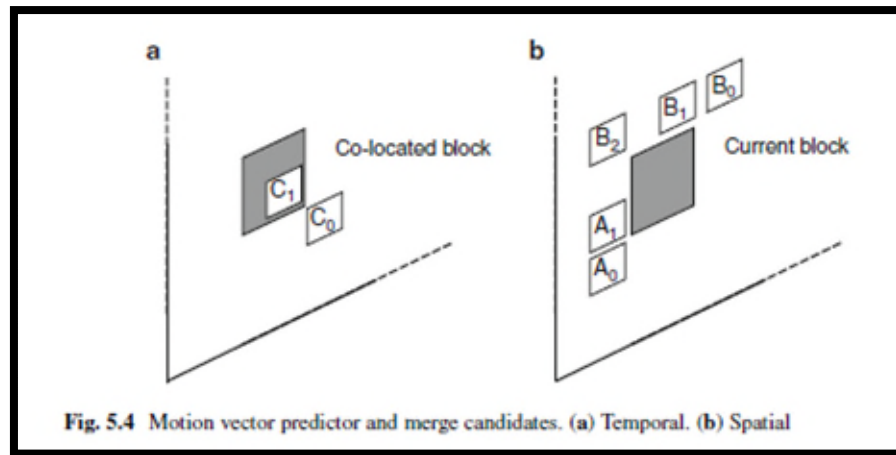 a
b
Co-located block
C1
C0
B0
B1
B2
Current block
A1
A0
Fig. 5.4 Motion vector predictor and merge candidates. (a) Temporal. (b) Spatial